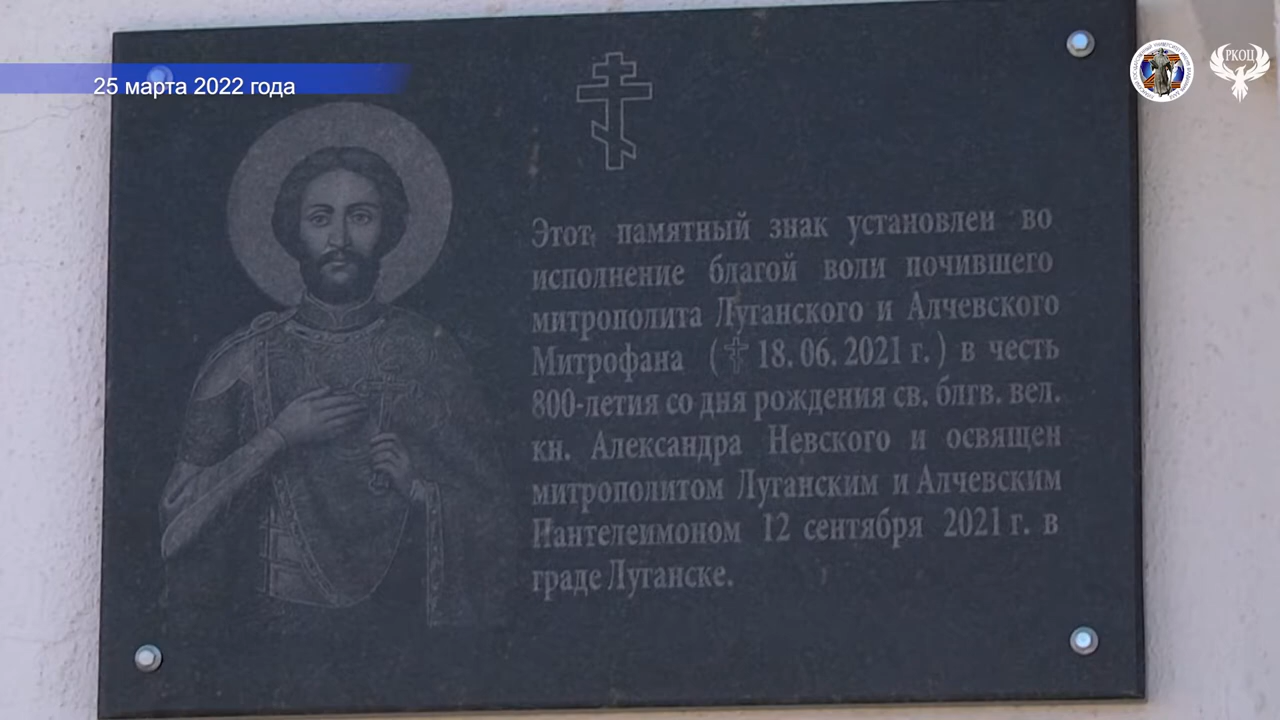 25 марта 2022 года
РКОЦ
Этот памятный знак установлен во
исполнение благой воли почившего
митрополита Луганского и Алчевского
Митрофана (☦ 18.06.2021 г.) в честь
800-летия со дня рождения св. блгв. вел.
кн. Александра Невского и освящен
митрополитом Луганским и Алчевским
Пантелеимоном 12 сентября 2021 г. в
граде Луганске.